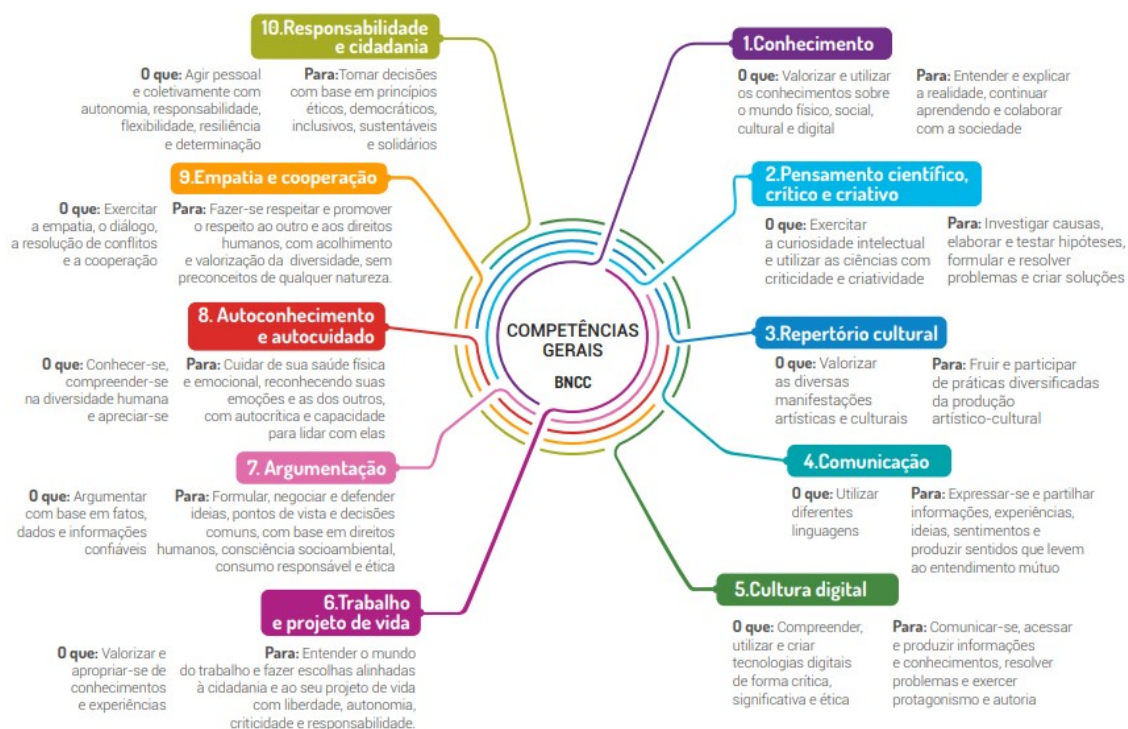 COMPETÊNCIAS
GERAIS
BNCC
1.Conhecimento
O que: Valorizar e utilizar
os conhecimentos sobre
o mundo físico, social,
cultural e digital
Para: Entender e explicar
a realidade, continuar
aprendendo e colaborar
com a sociedade
2.Pensamento científico,
crítico e criativo
O que: Exercitar
a curiosidade intelectual
e utilizar as ciências com
criticidade e criatividade
Para: Investigar causas,
elaborar e testar hipóteses,
formular e resolver
problemas e criar soluções
3.Repertório cultural
O que: Valorizar
as diversas
manifestações
artísticas e culturais
Para: Fruir e participar
de práticas diversificadas
da produção
artístico-cultural
4.Comunicação
O que: Utilizar
diferentes
linguagens
Para: Expressar-se e partilhar
informações, experiências,
ideias, sentimentos e
produzir sentidos que levem
ao entendimento mútuo
5.Cultura digital
O que: Compreender,
utilizar e criar
tecnologias digitais
de forma crítica,
significativa e ética
Para: Comunicar-se, acessar
e produzir informações
e conhecimentos, resolver
problemas e exercer
protagonismo e autoria
6.Trabalho
e projeto de vida
O que: Valorizar e
apropriar-se de
conhecimentos
e experiências
Para: Entender o mundo
do trabalho e fazer escolhas alinhadas
à cidadania e ao seu projeto de vida
com liberdade, autonomia,
criticidade e responsabilidade.
7. Argumentação
O que: Argumentar
com base em fatos,
dados e informações
confiáveis
Para: Formular, negociar e defender
ideias, pontos de vista e decisões
comuns, com base em direitos
humanos, consciência socioambiental,
consumo responsável e ética
8. Autoconhecimento
e autocuidado
O que: Conhecer-se,
compreender-se
na diversidade humana
e apreciar-se
Para: Cuidar de sua saúde física
e emocional, reconhecendo suas
emoções e as dos outros,
com autocrítica e capacidade
para lidar com elas
9.Empatia e cooperação
O que: Exercitar
a empatia, o diálogo,
a resolução de conflitos
e a cooperação
Para: Fazer-se respeitar e promover
o respeito ao outro e aos direitos
humanos, com acolhimento
e valorização da diversidade, sem
preconceitos de qualquer natureza.
10.Responsabilidade
e cidadania
O que: Agir pessoal
e coletivamente com
autonomia, responsabilidade,
flexibilidade, resiliência
e determinação
Para:Tomar decisões
com base em princípios
éticos, democráticos,
inclusivos, sustentáveis
e solidários